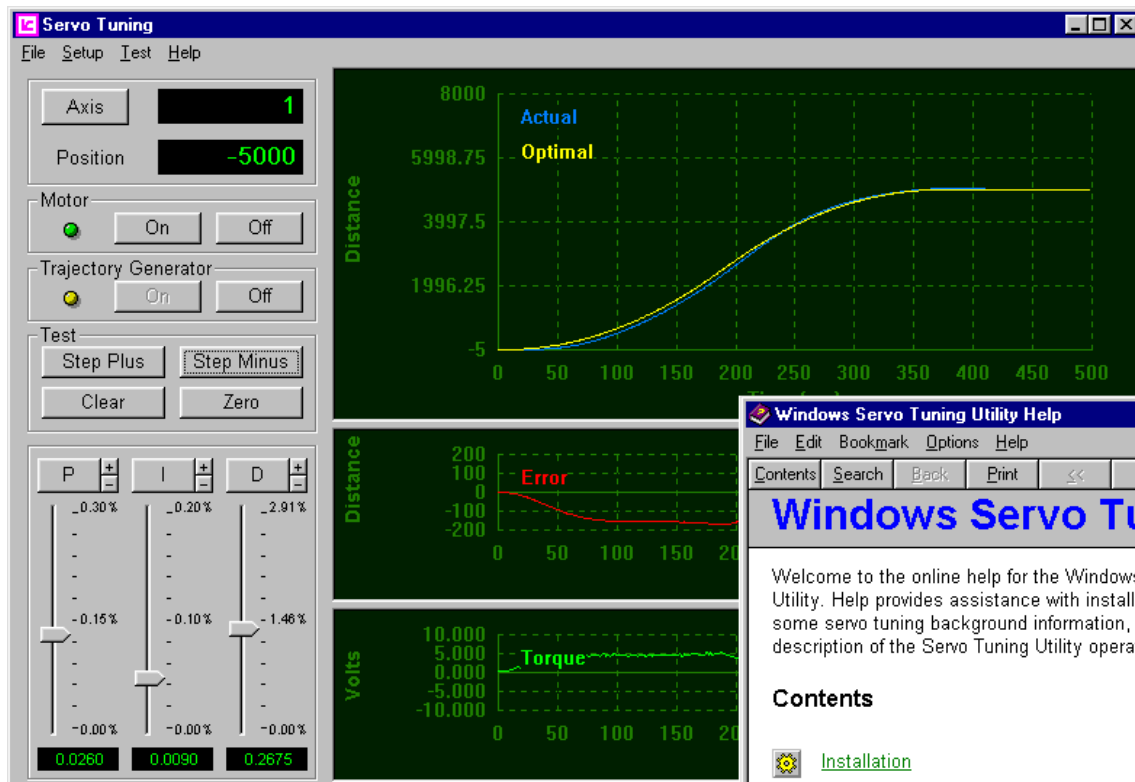 Servo Tuning
File Setup Test Help
Axis 1
Position -5000
Motor
On Off
Trajectory Generator
On Off
Test
Step Plus Step Minus
Clear Zero
P + - I + - D + -
0.30% 0.20% 2.91%
0.15% 0.10% 1.46%
0.00% 0.00% 0.00%
0.0260 0.0090 0.2675
Distance
8000
5998.75
3997.5
1996.25
-5
Actual
Optimal
0 50 100 150 200 250 300 350 400 450 500
Distance
200
100
0
-100
-200
Error
0 50 100 150
Volts
10.000
5.000
0.000
-5.000
-10.000
Torque
0 50 100 150
Windows Servo Tuning Utility Help
File Edit Bookmark Options Help
Contents Search Back Print <<
Windows Servo
Welcome to the online help for the Windows
Utility. Help provides assistance with
some servo tuning background information,
description of the Servo Tuning Utility
Contents
Installation